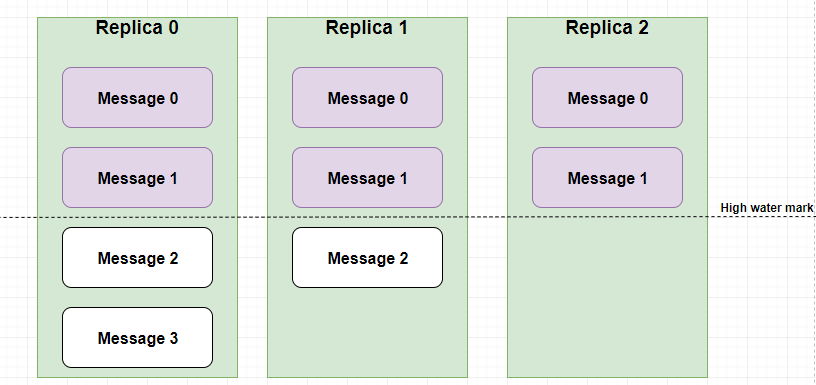 Replica 0
Replica 1
Replica 2
Message 0
Message 0
Message 0
Message 1
Message 1
Message 1
High water mark
Message 2
Message 2
Message 3